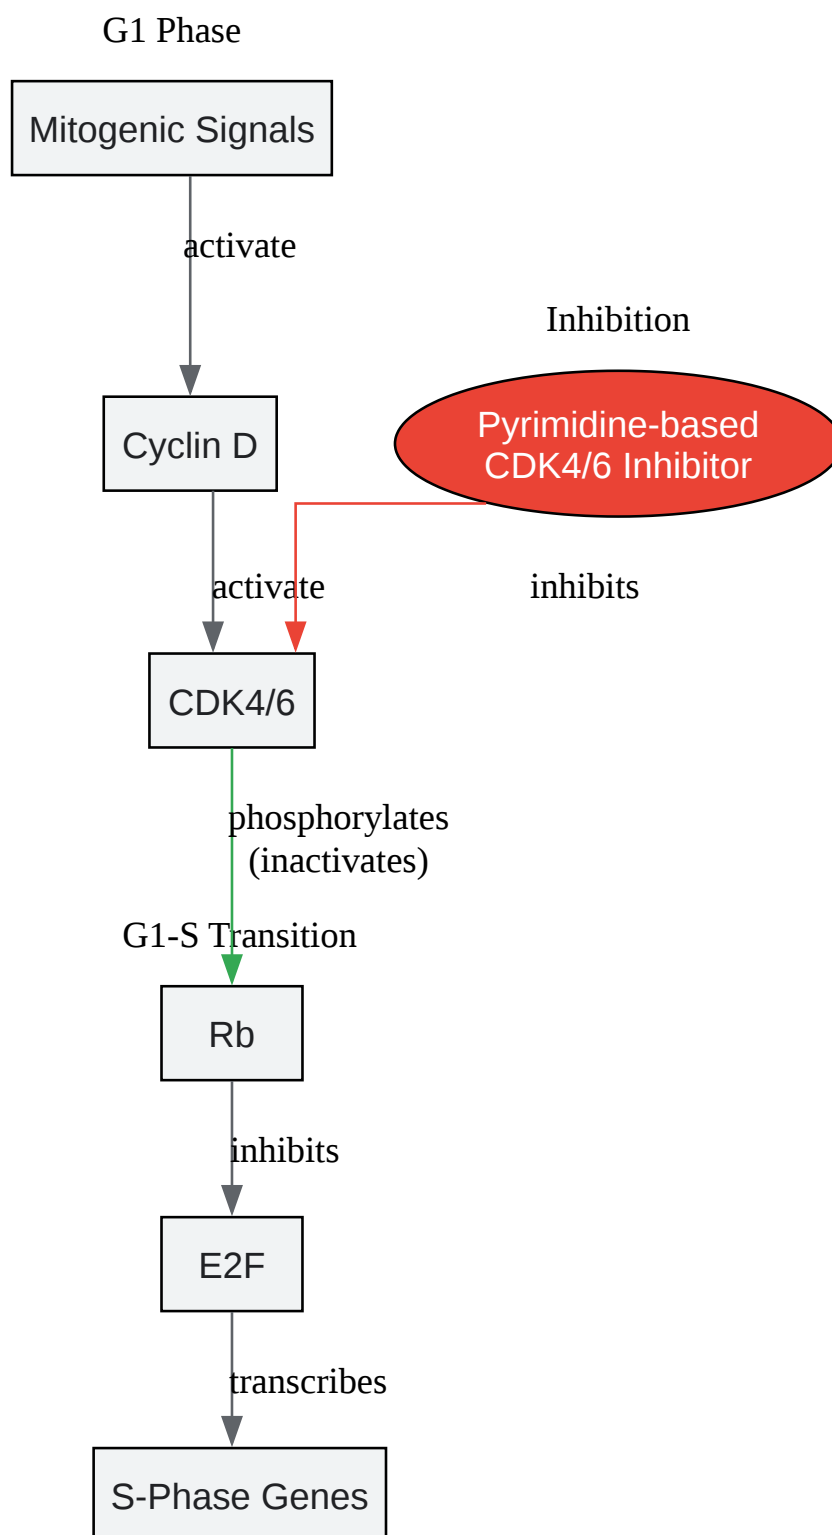 G1 Phase
Mitogenic Signals
activate
Inhibition
Pyrimidine-based
CDK4/6 Inhibitor
Cyclin D
activate
inhibits
CDK4/6
phosphorylates
(inactivates)
G1-S Transition
Rb
inhibits
E2F
transcribes
S-Phase Genes